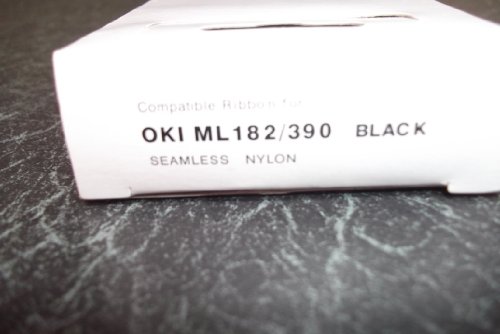 Compatible Ribbon for
OKI ML182/390 BLACK
SEAMLESS NYLON